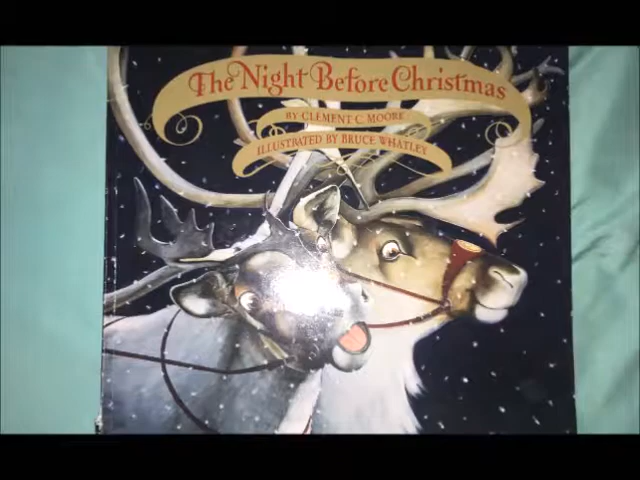 The Night Before Christmas
BY CLEMENT C. MOORE
ILLUSTRATED BY BRUCE WHATLEY